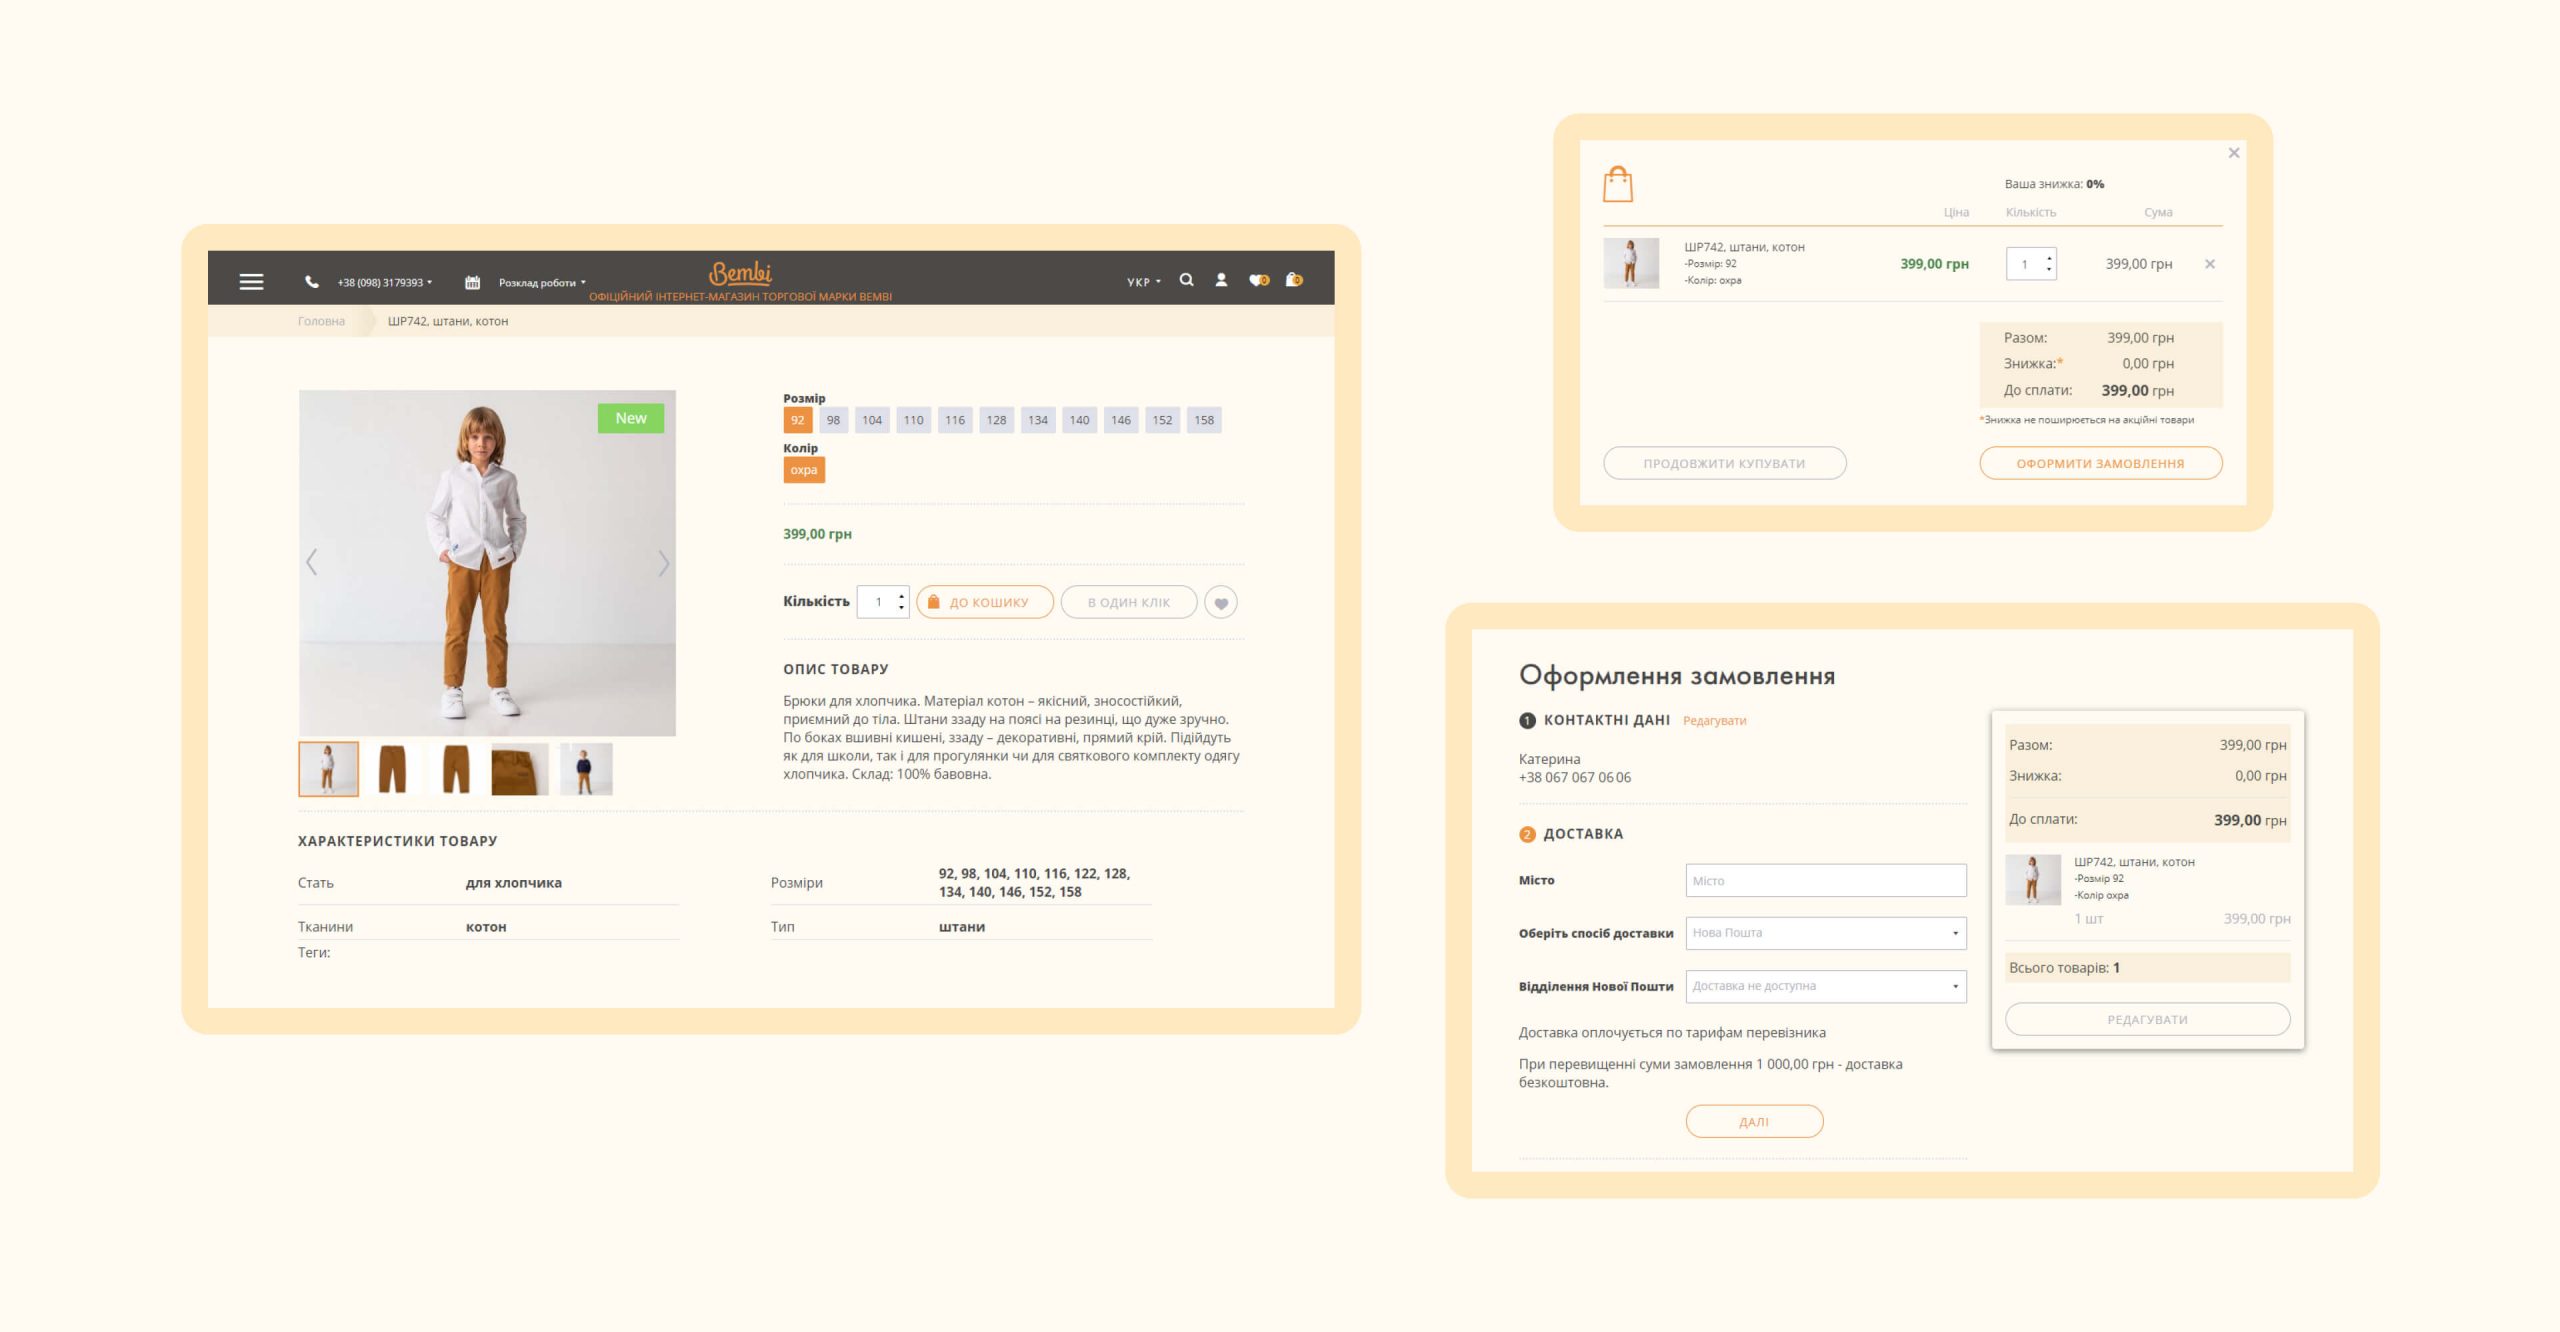 +38 (098) 3179393
Розклад роботи
Bembi
ОФІЦІЙНИЙ ІНТЕРНЕТ-МАГАЗИН ТОРГОВОЇ МАРКИ BEMBI
УКР
0
0
Головна
ШР742, штани, котон
New
Розмір
92 98 104 110 116 128 134 140 146 152 158
Колір
охра
399,00 грн
Кількість 1 ДО КОШИКУ В ОДИН КЛІК
ОПИС ТОВАРУ
Брюки для хлопчика. Матеріал котон – якісний, зносостійкий,
приємний до тіла. Штани ззаду на поясі на резинці, що дуже зручно.
По боках вшивні кишені, ззаду – декоративні, прямий крій. Підійдуть
як для школи, так і для прогулянки чи для святкового комплекту одягу
хлопчика. Склад: 100% бавовна.
ХАРАКТЕРИСТИКИ ТОВАРУ
Стать для хлопчика
Розміри 92, 98, 104, 110, 116, 122, 128,
134, 140, 146, 152, 158
Тканини котон
Тип штани
Теги:
Ваша знижка: 0%
Ціна Кількість Сума
ШР742, штани, котон
-Розмір: 92
-Колір: охра
399,00 грн 1 399,00 грн
Разом: 399,00 грн
Знижка:* 0,00 грн
До сплати: 399,00 грн
*Знижка не поширюється на акційні товари
ПРОДОВЖИТИ КУПУВАТИ
ОФОРМИТИ ЗАМОВЛЕННЯ
Оформлення замовлення
1 КОНТАКТНІ ДАНІ Редагувати
Катерина
+38 067 067 06 06
2 ДОСТАВКА
Місто Місто
Оберіть спосіб доставки Нова Пошта
Відділення Нової Пошти Доставка не доступна
Доставка оплочується по тарифам перевізника
При перевищенні суми замовлення 1 000,00 грн - доставка
безкоштовна.
ДАЛІ
Разом: 399,00 грн
Знижка: 0,00 грн
До сплати: 399,00 грн
ШР742, штани, котон
-Розмір 92
-Колір охра
1 шт 399,00 грн
Всього товарів: 1
РЕДАГУВАТИ